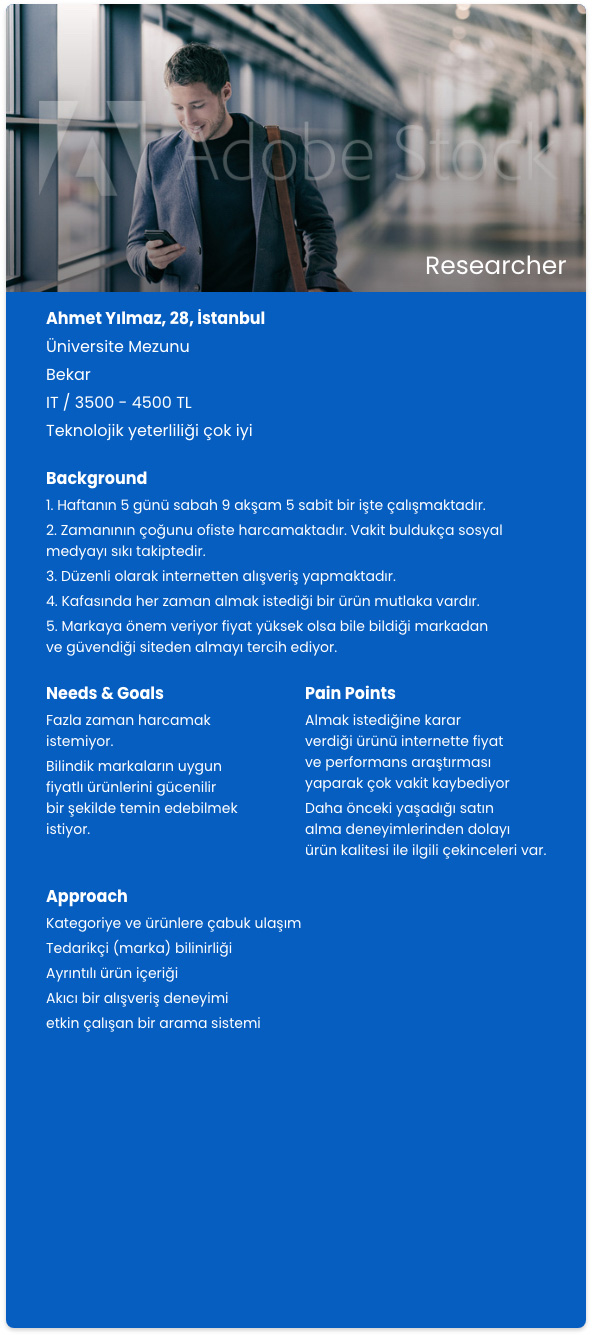 Adobe Stock
Researcher
Ahmet Yılmaz, 28, İstanbul
Üniversite Mezunu
Bekar
IT / 3500 - 4500 TL
Teknolojik yeterliliği çok iyi
Background
1. Haftanın 5 günü sabah 9 akşam 5 sabit bir işte çalışmaktadır.
2. Zamanının çoğunu ofiste harcamaktadır. Vakit buldukça sosyal
medyayı sıkı takiptedir.
3. Düzenli olarak internetten alışveriş yapmaktadır.
4. Kafasında her zaman almak istediği bir ürün mutlaka vardır.
5. Markaya önem veriyor fiyat yüksek olsa bile bildiği markadan
ve güvendiği siteden almayı tercih ediyor.
Needs & Goals
Fazla zaman harcamak
istemiyor.
Bilindik markaların uygun
fiyatlı ürünlerini gücenilir
bir şekilde temin edebilmek
istiyor.
Pain Points
Almak istediğine karar
verdiği ürünü internette fiyat
ve performans araştırması
yaparak çok vakit kaybediyor
Daha önceki yaşadığı satın
alma deneyimlerinden dolayı
ürün kalitesi ile ilgili çekinceleri var.
Approach
Kategoriye ve ürünlere çabuk ulaşım
Tedarikçi (marka) bilinirliği
Ayrıntılı ürün içeriği
Akıcı bir alışveriş deneyimi
etkin çalışan bir arama sistemi